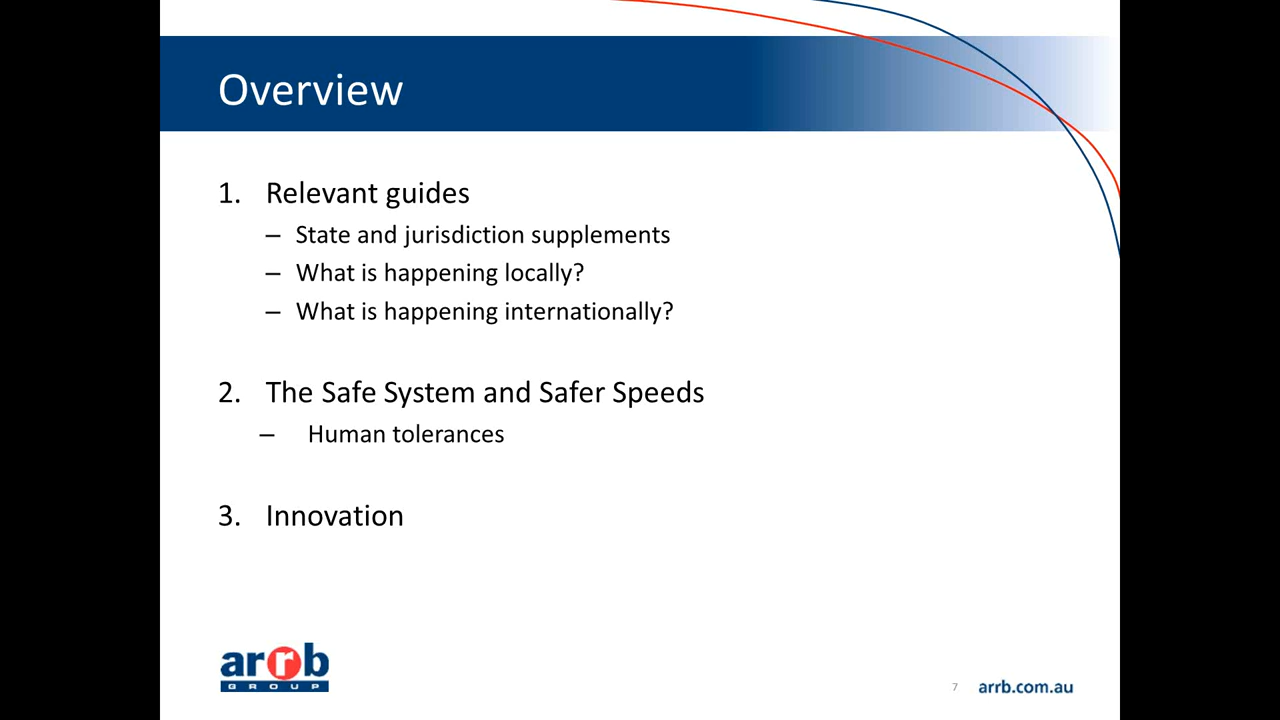 Overview
1. Relevant guides
– State and jurisdiction supplements
– What is happening locally?
– What is happening internationally?
2. The Safe System and Safer Speeds
– Human tolerances
3. Innovation
arrb
GROUP
7 arrb.com.au